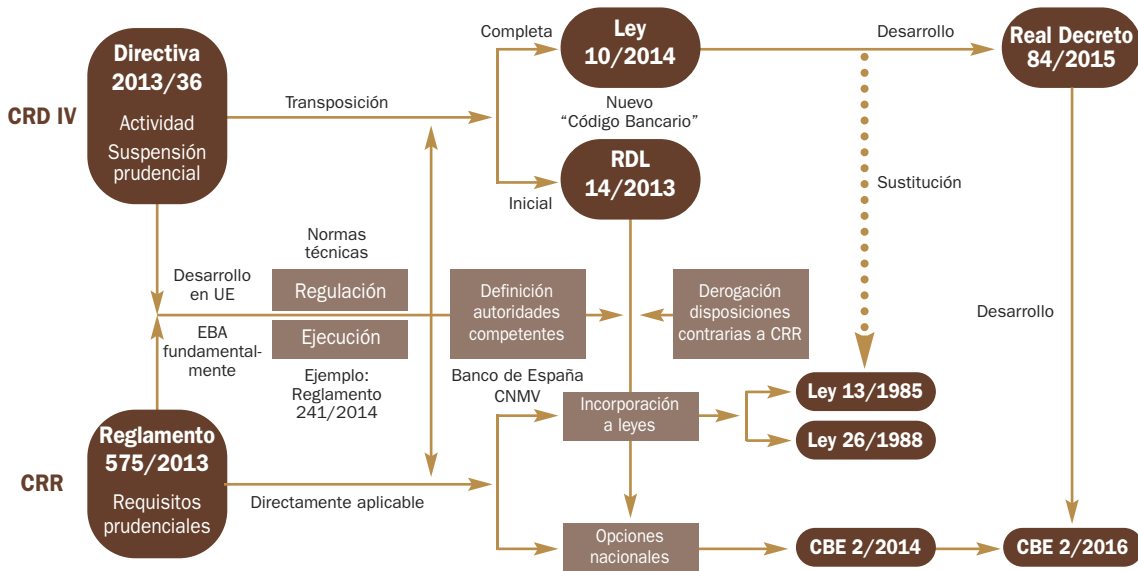 CRD IV
Directiva
2013/36
Actividad
Suspensión
prudencial
Transposición
Completa
Ley
10/2014
Nuevo
“Código Bancario”
RDL
14/2013
Inicial
Desarrollo
Real Decreto
84/2015
Sustitución
Desarrollo
Normas
técnicas
Desarrollo
en UE
Regulación
EBA
fundamental-
mente
Ejecución
Ejemplo:
Reglamento
241/2014
Definición
autoridades
competentes
Banco de España
CNMV
Derogación
disposiciones
contrarias a CRR
CRR
Reglamento
575/2013
Requisitos
prudenciales
Directamente aplicable
Incorporación
a leyes
Ley 13/1985
Ley 26/1988
Opciones
nacionales
CBE 2/2014
CBE 2/2016